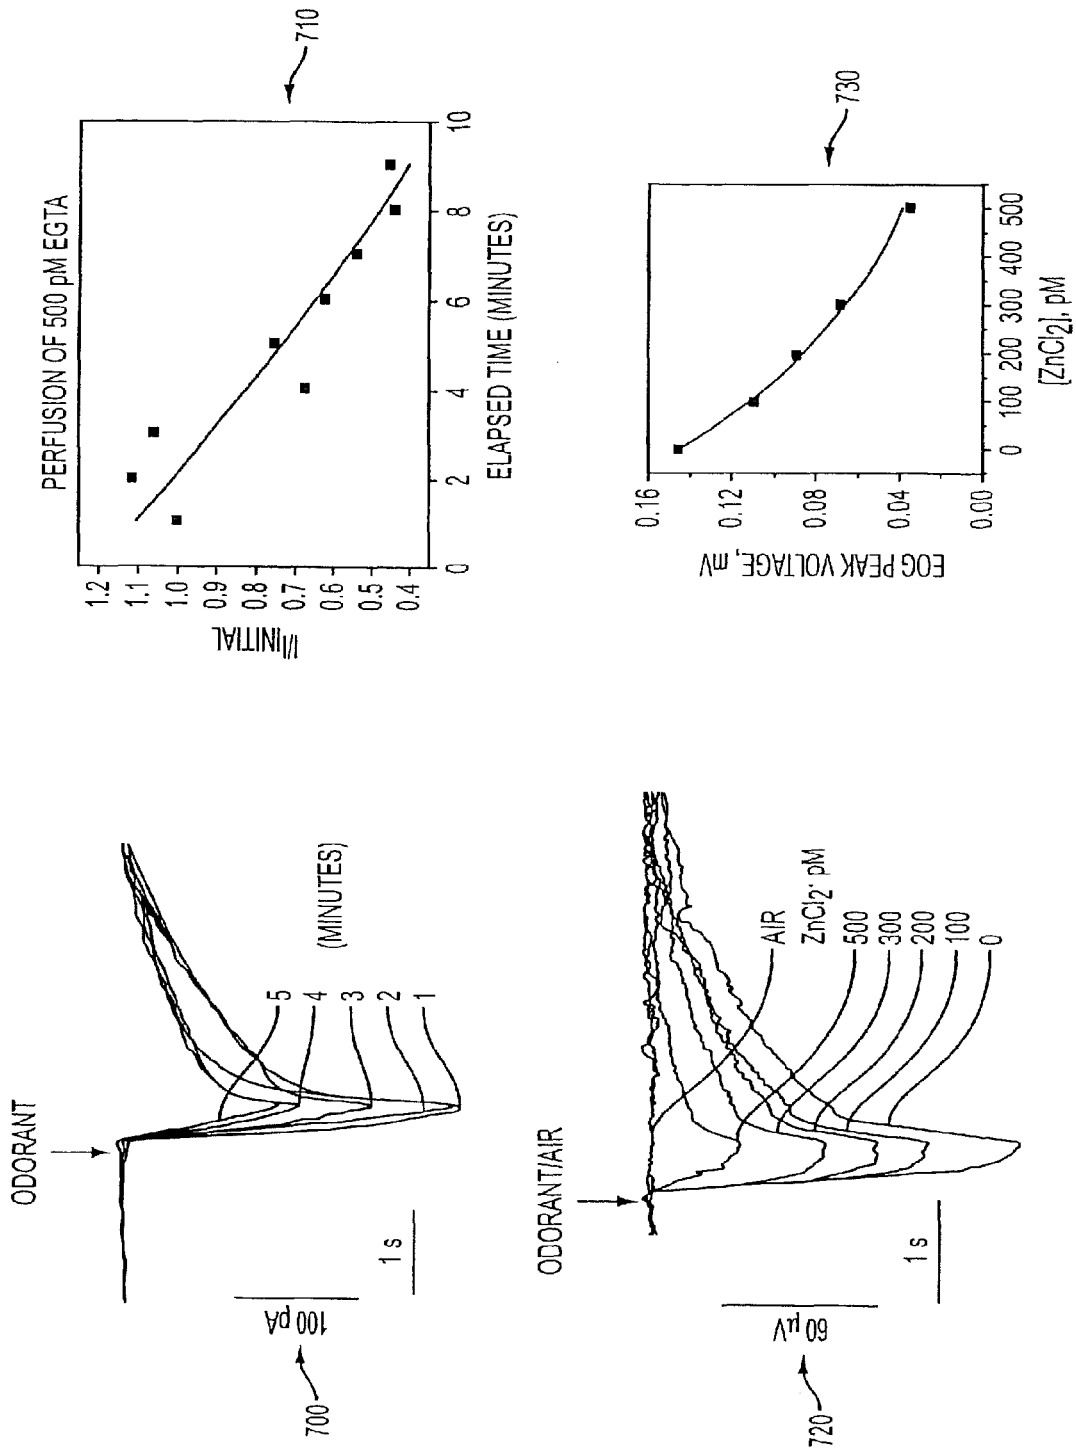 ODORANT
100 pA
1 s
5
4
3
2
1
(MINUTES)
700
PERFUSION OF 500 pM EGTA
I/IINITIAL
1.2
1.1
1.0
0.9
0.8
0.7
0.6
0.5
0.4
0
2
4
6
8
10
ELAPSED TIME (MINUTES)
710
ODORANT/AIR
60 µV
1 s
AIR
ZnCl2, pM
500
300
200
100
0
720
EOG PEAK VOLTAGE, mV
0.16
0.12
0.08
0.04
0.00
0
100
200
300
400
500
[ZnCl2], pM
730